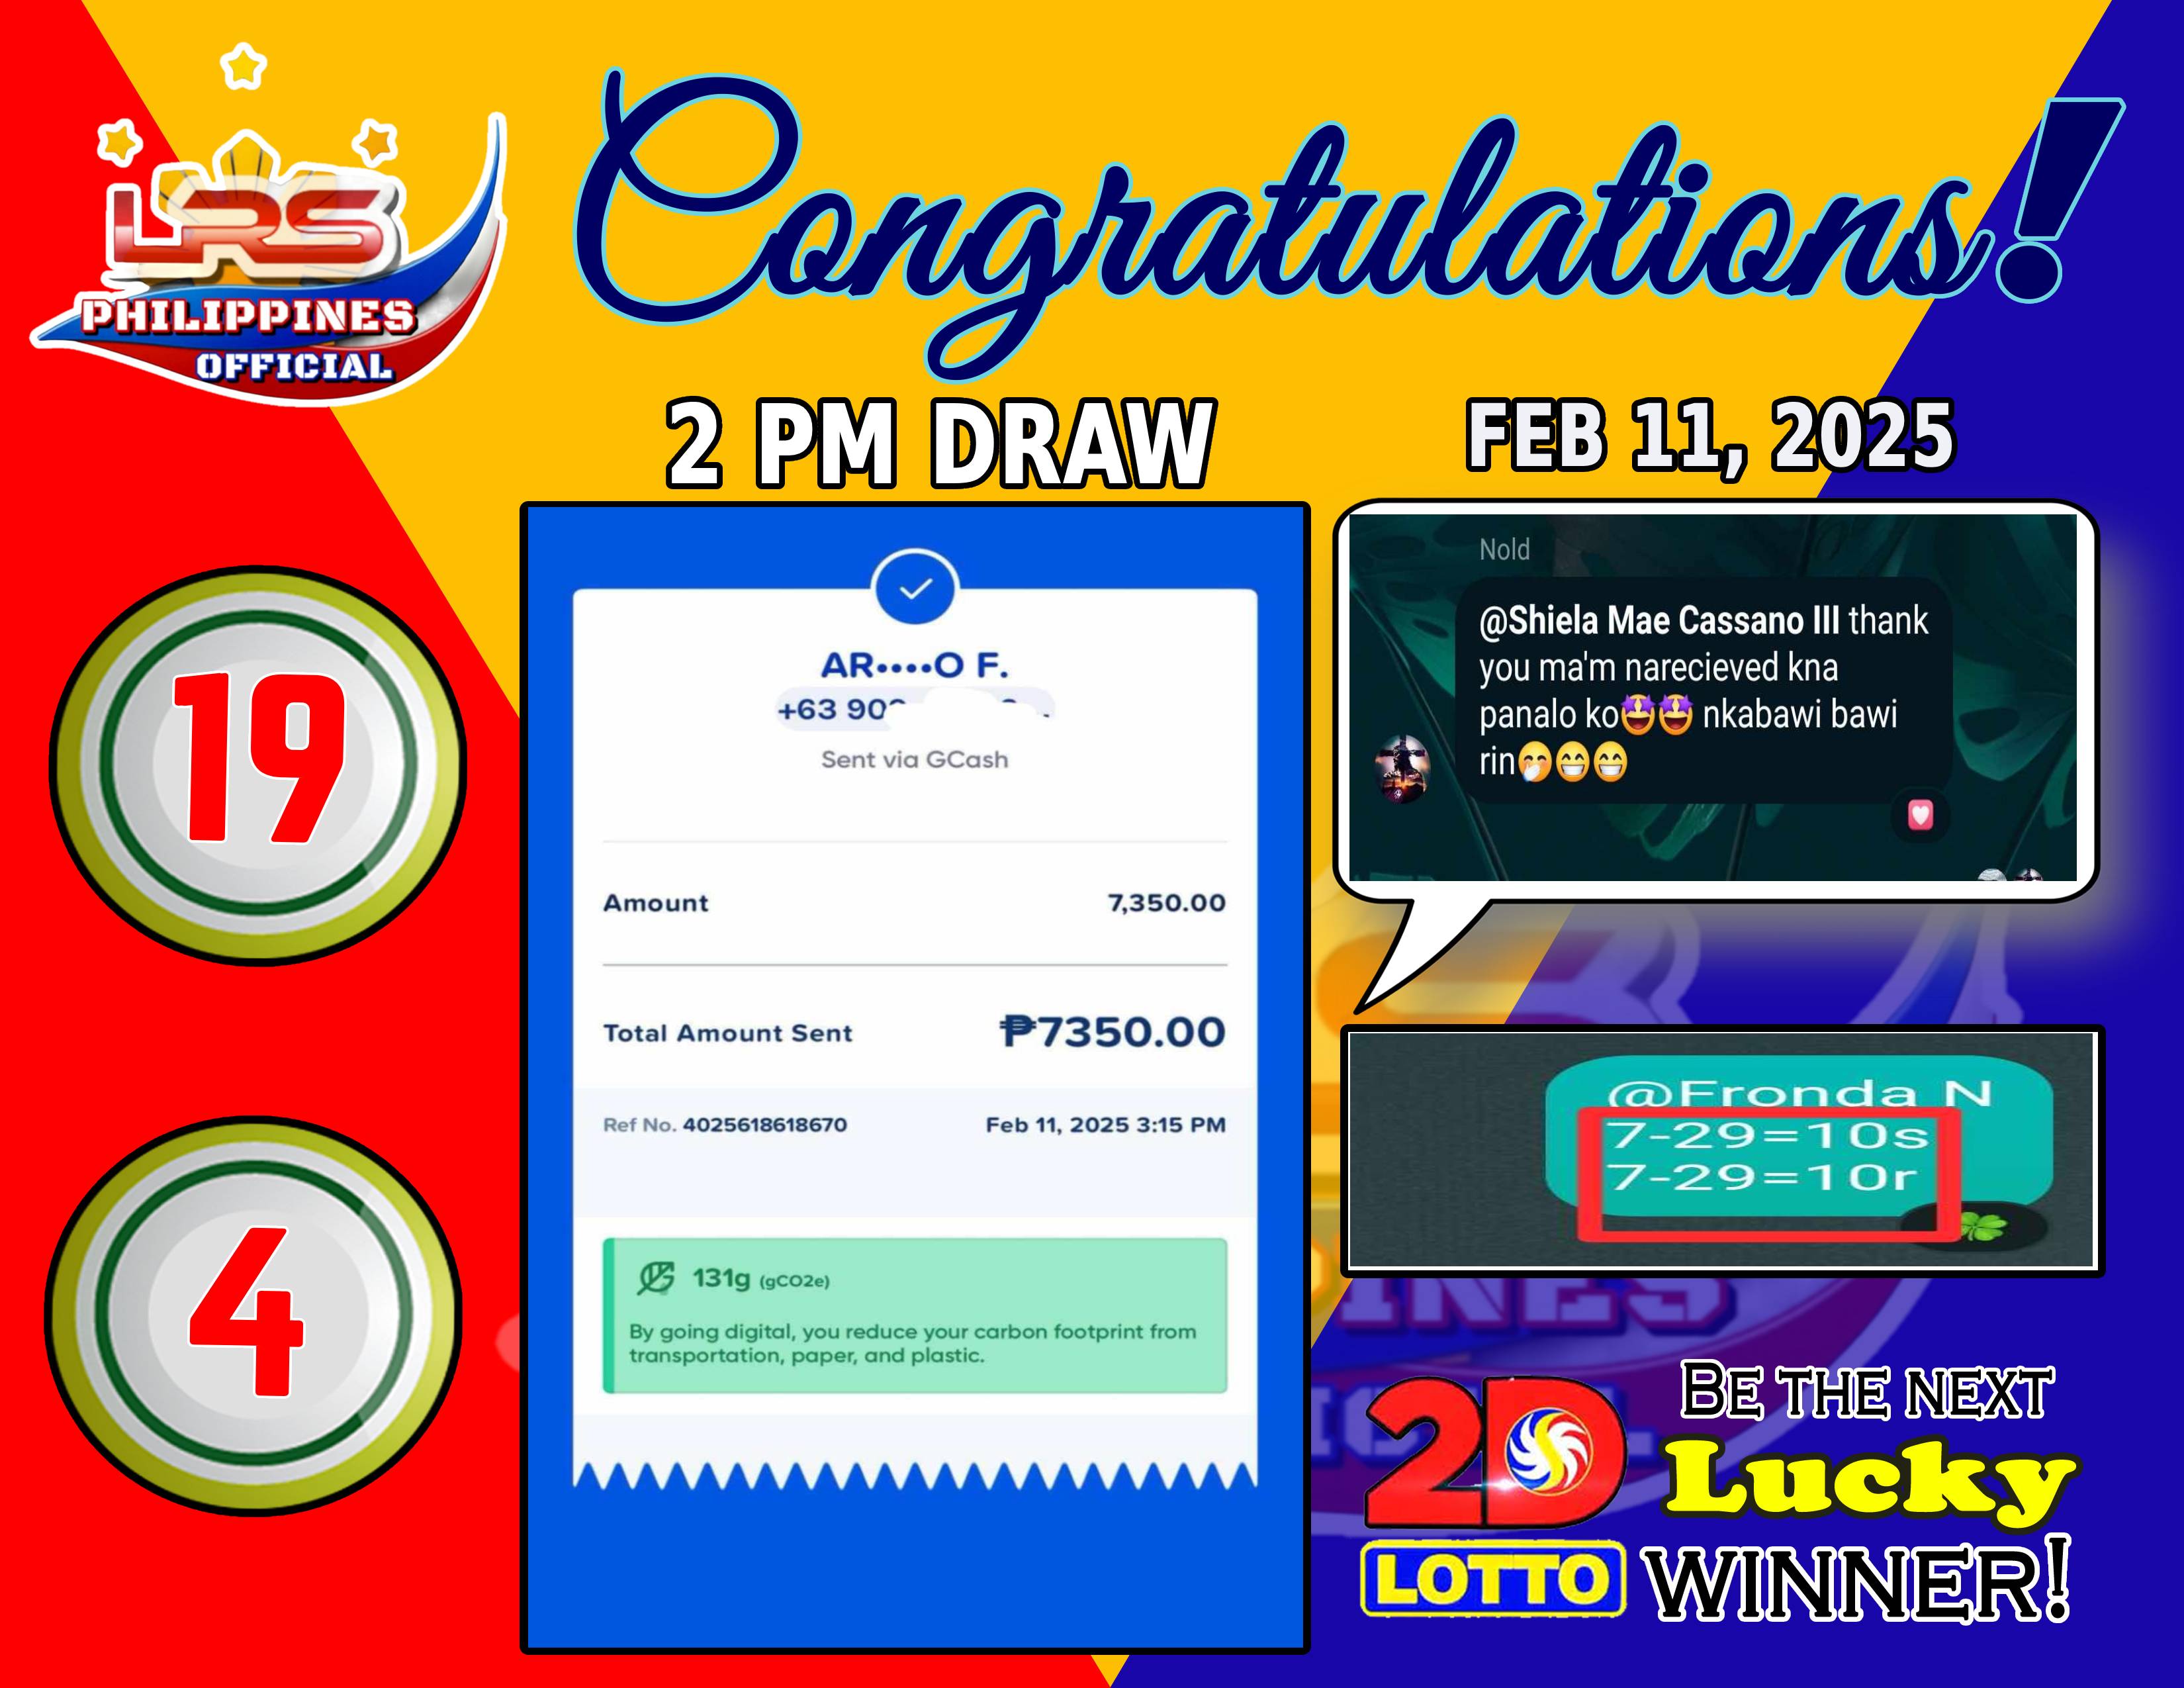 LRS
PHILIPPINES
OFFICIAL
Congratulations!
2 PM DRAW
FEB 11, 2025
19
4
AR••••O F.
+63 90
Sent via GCash
Amount 7,350.00
Total Amount Sent ₱7350.00
Ref No. 4025618618670 Feb 11, 2025 3:15 PM
131g (gCO2e)
By going digital, you reduce your carbon footprint from
transportation, paper, and plastic.
Nold
@Shiela Mae Cassano III thank
you ma'm narecieved kna
panalo ko🤩🤩 nkabawi bawi
rin🤭😁😁
@Fronda N
7-29=10s
7-29=10r
2D
LOTTO
BE THE NEXT
Lucky
WINNER!